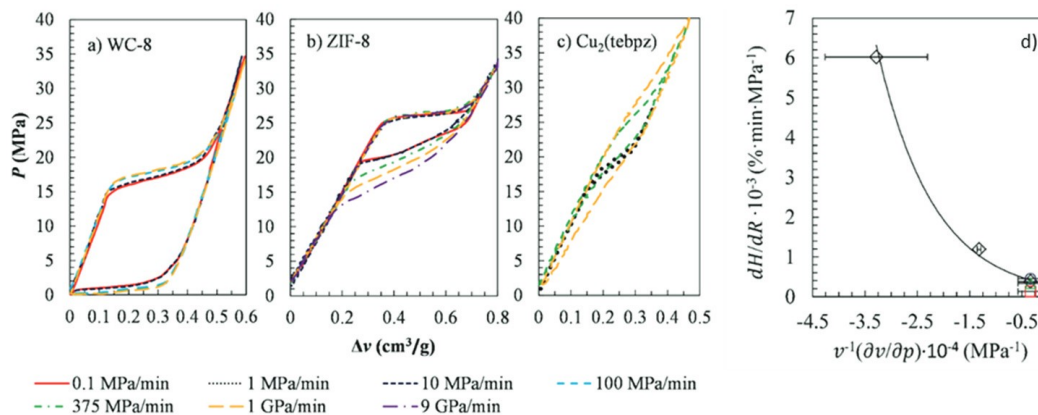 a) WC-8
b) ZIF-8
c) Cu₂(tebpz)
d)
P (MPa)
40
35
30
25
20
15
10
5
0
0 0.1 0.2 0.3 0.4 0.5 0.6
40
35
30
25
20
15
10
5
0
0 0.2 0.4 0.6 0.8
40
35
30
25
20
15
10
5
0
0 0.1 0.2 0.3 0.4 0.5
Δv (cm³/g)
dH/dR ·10⁻³ (%·min·MPa⁻¹)
7
6
5
4
3
2
1
0
-4.5 -3.5 -2.5 -1.5 -0.5
v⁻¹(∂v/∂p)·10⁻⁴ (MPa⁻¹)
0.1 MPa/min 1 MPa/min 10 MPa/min 100 MPa/min
375 MPa/min 1 GPa/min 9 GPa/min